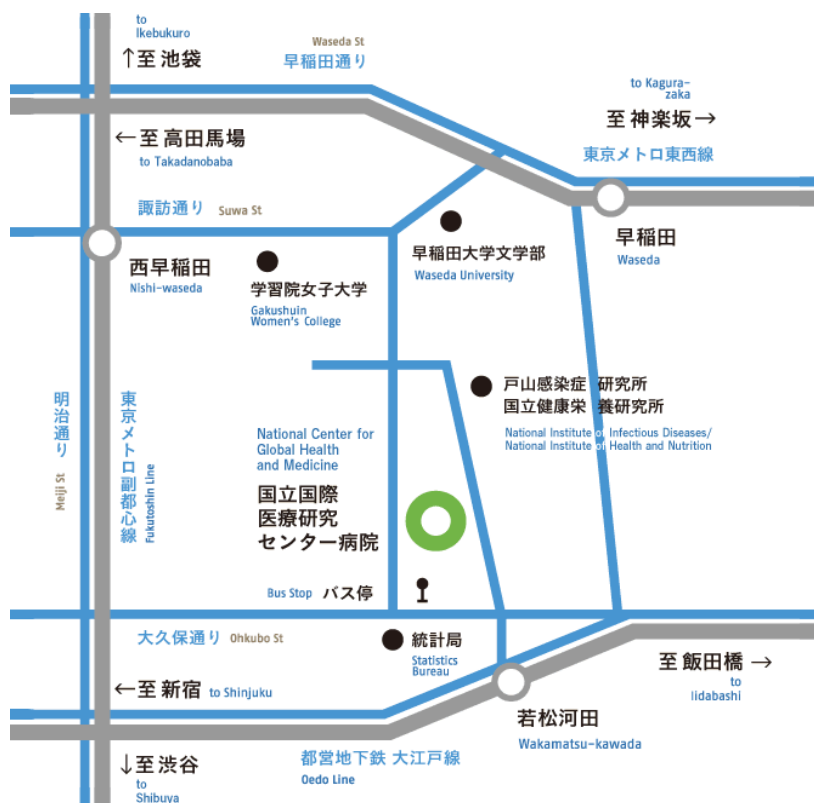 to
Ikebukuro
↑至 池袋
Waseda St
早稲田通り
to Kagura-
zaka
至 神楽坂→
←至 高田馬場
to Takadanobaba
東京メトロ東西線
諏訪通り Suwa St
西早稲田
Nishi-waseda
学習院女子大学
Gakushuin
Women's College
早稲田大学文学部
Waseda University
早稲田
Waseda
明治通り
Meiji St
東京メトロ副都心線
Fukutoshin Line
戸山感染症 研究所
国立健康栄 養研究所
National Institute of Infectious Diseases/
National Institute of Health and Nutrition
National Center for
Global Health
and Medicine
国立国際
医療研究
センター病院
Bus Stop バス停
大久保通り Ohkubo St
統計局
Statistics
Bureau
←至 新宿 to Shinjuku
至 飯田橋 →
to
Iidabashi
若松河田
Wakamatsu-kawada
都営地下鉄 大江戸線
Oedo Line
↓至 渋谷
to
Shibuya